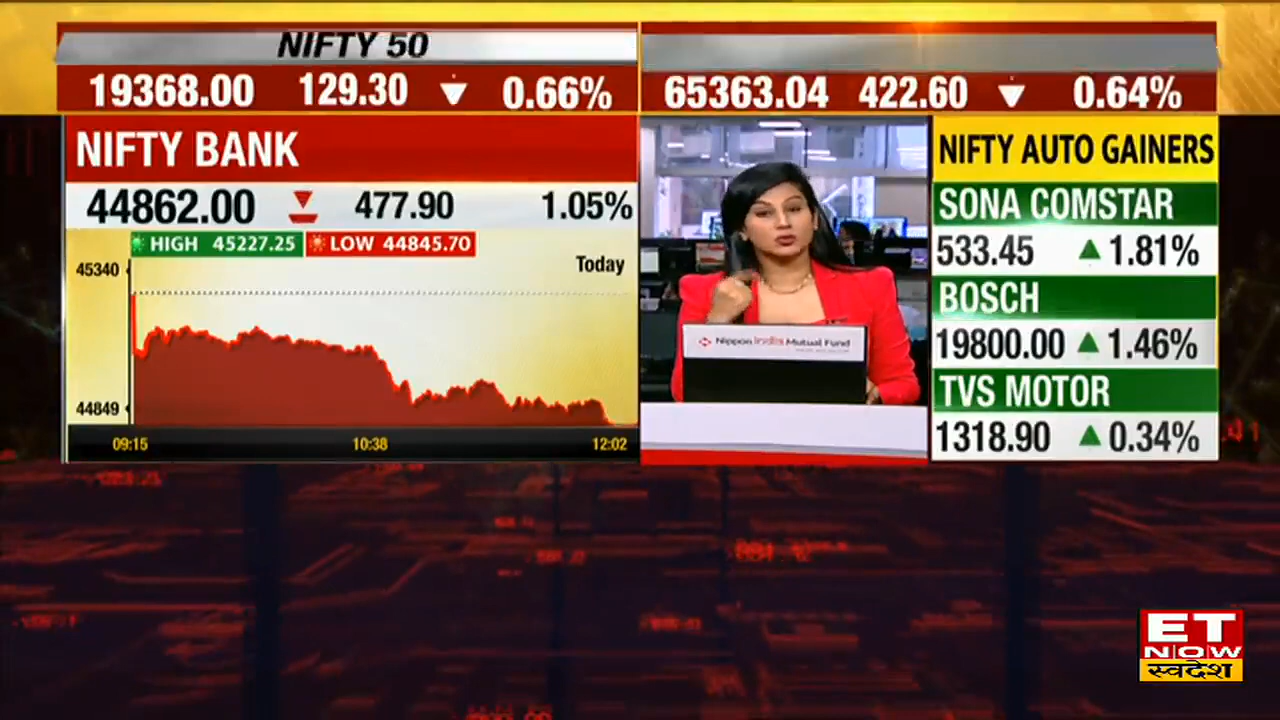 NIFTY 50
19368.00 129.30 0.66%
65363.04 422.60 0.64%
NIFTY BANK
44862.00 477.90 1.05%
HIGH 45227.25 LOW 44845.70
Today
45340
44849
09:15 10:38 12:02
Nippon India Mutual Fund
NIFTY AUTO GAINERS
SONA COMSTAR
533.45 1.81%
BOSCH
19800.00 1.46%
TVS MOTOR
1318.90 0.34%
ET
NOW
स्वदेश